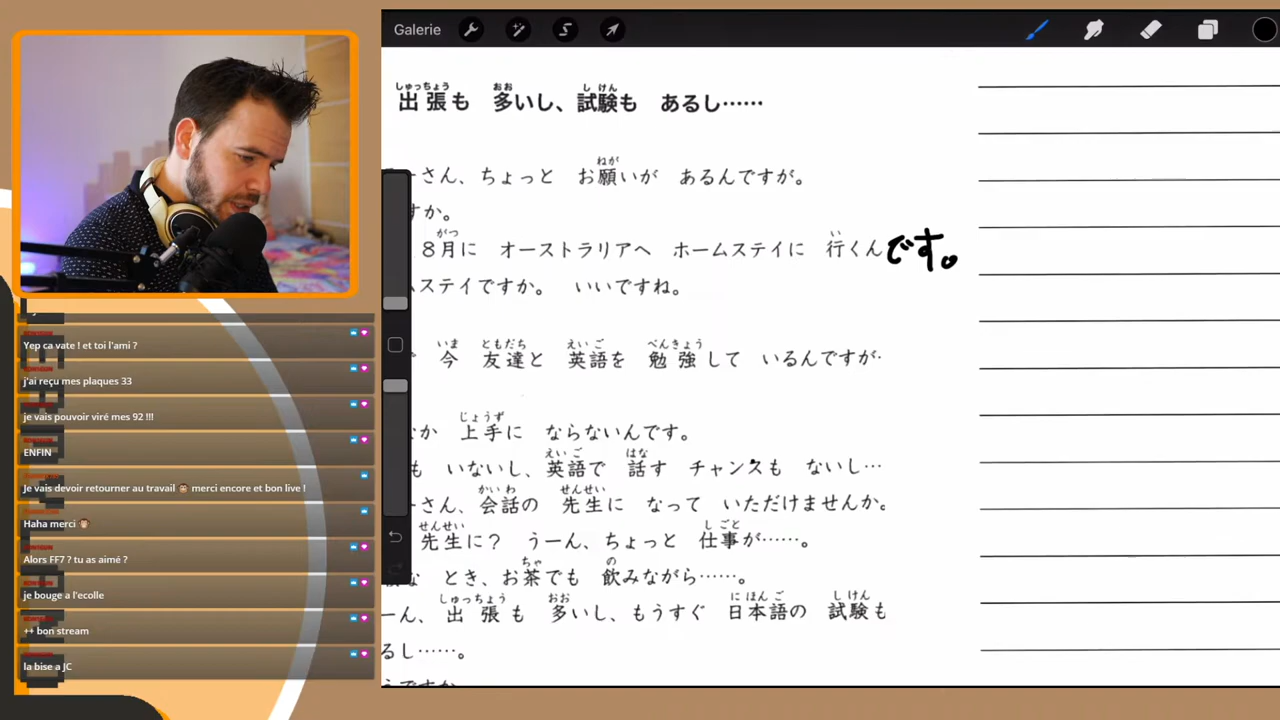 Galerie
出張も 多いし、試験も あるし……
さん、ちょっと お願いが あるんですが。
すか。
8月に オーストラリアへ ホームステイに 行くんです。
ムステイですか。 いいですね。
今 友達と 英語を 勉強して いるんですが
上手に ならないんです。
も いないし、英語で 話す チャンスも ないし…
さん、会話の 先生に なって いただけませんか。
先生に? うーん、ちょっと 仕事が……。
とき、お茶でも 飲みながら……。
ーん、出張も 多いし、もうすぐ 日本語の 試験も
るし……。
Yep ça vate ! et toi l'ami ?
j'ai reçu mes plaques 33
je vais pouvoir viré mes 92 !!!
ENFIN
Je vais devoir retourner au travail merci encore et bon live !
Haha merci
Alors FF7 ? tu as aimé ?
je bouge a l'ecolle
++ bon stream
la bise a JC